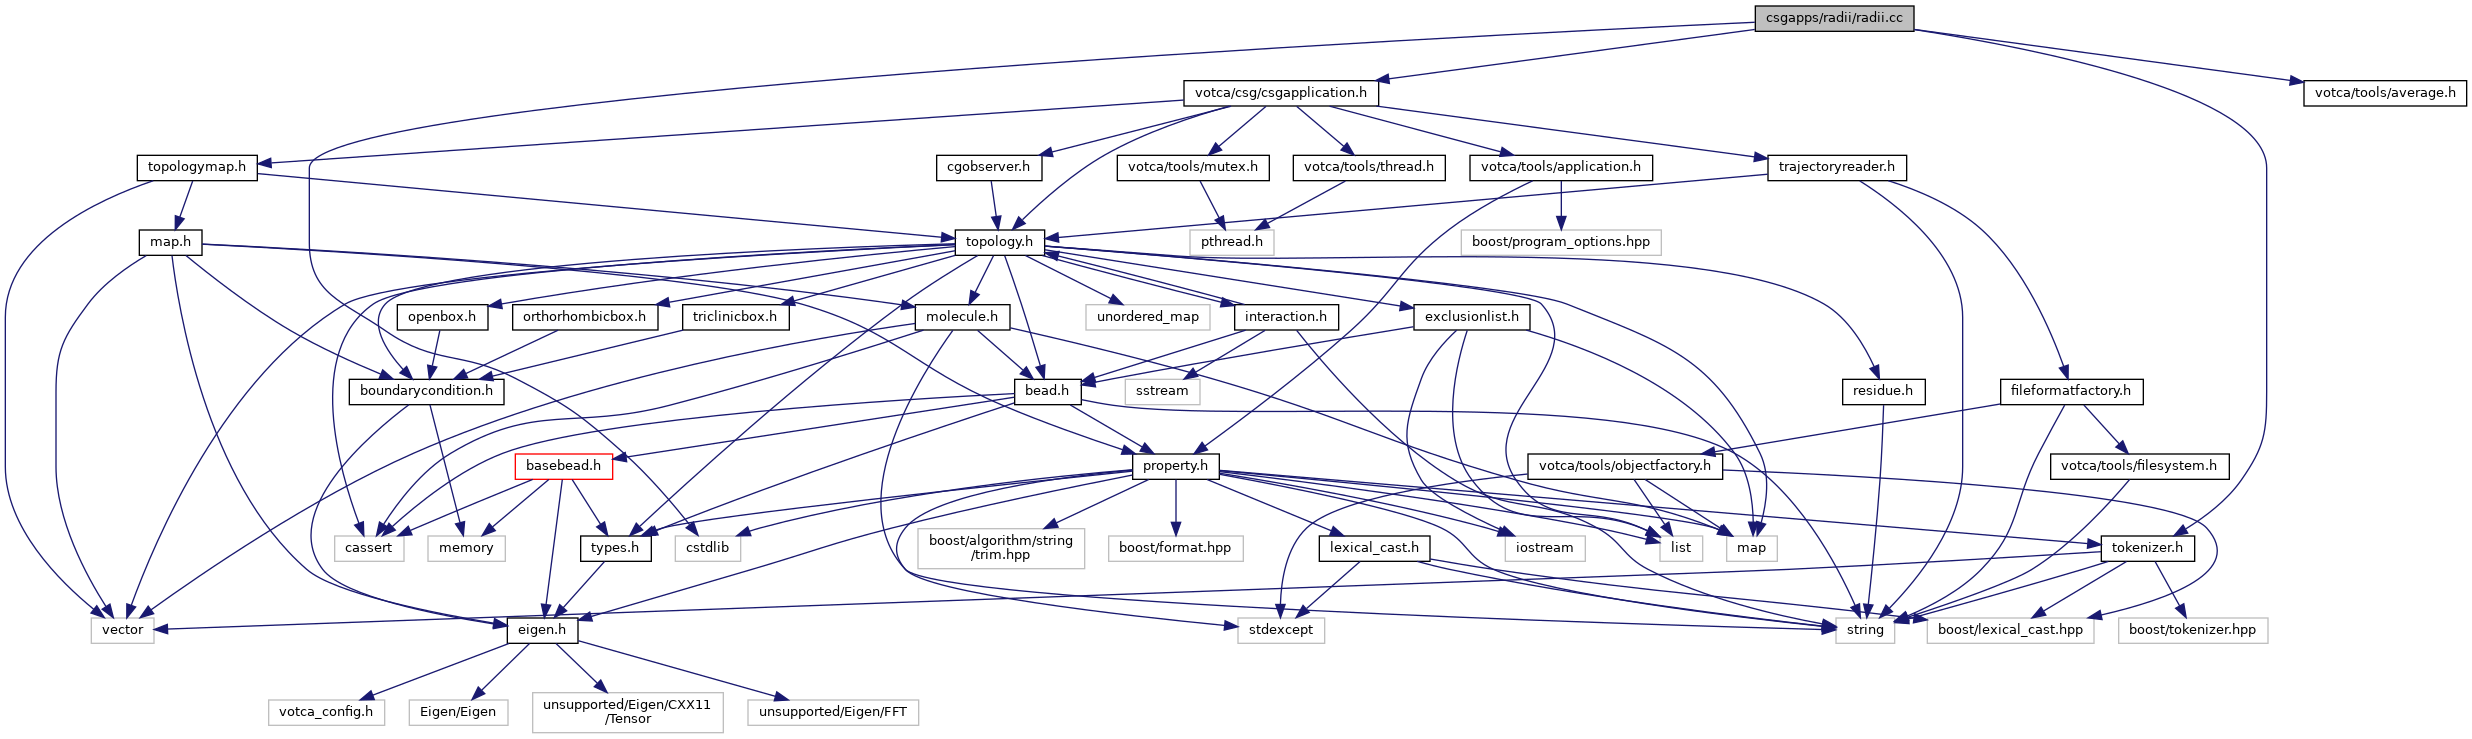 csgapps/radii/radii.cc
votca/csg/csgapplication.h
votca/tools/average.h
topologymap.h
cgobserver.h
votca/tools/mutex.h
votca/tools/thread.h
votca/tools/application.h
trajectoryreader.h
map.h
topology.h
pthread.h
boost/program_options.hpp
openbox.h
orthorhombicbox.h
triclinicbox.h
molecule.h
unordered_map
interaction.h
exclusionlist.h
boundarycondition.h
bead.h
sstream
residue.h
fileformatfactory.h
basebead.h
property.h
votca/tools/objectfactory.h
votca/tools/filesystem.h
cassert
memory
types.h
cstdlib
boost/algorithm/string
/trim.hpp
boost/format.hpp
lexical_cast.h
iostream
list
map
tokenizer.h
vector
eigen.h
stdexcept
string
boost/lexical_cast.hpp
boost/tokenizer.hpp
votca_config.h
Eigen/Eigen
unsupported/Eigen/CXX11
/Tensor
unsupported/Eigen/FFT